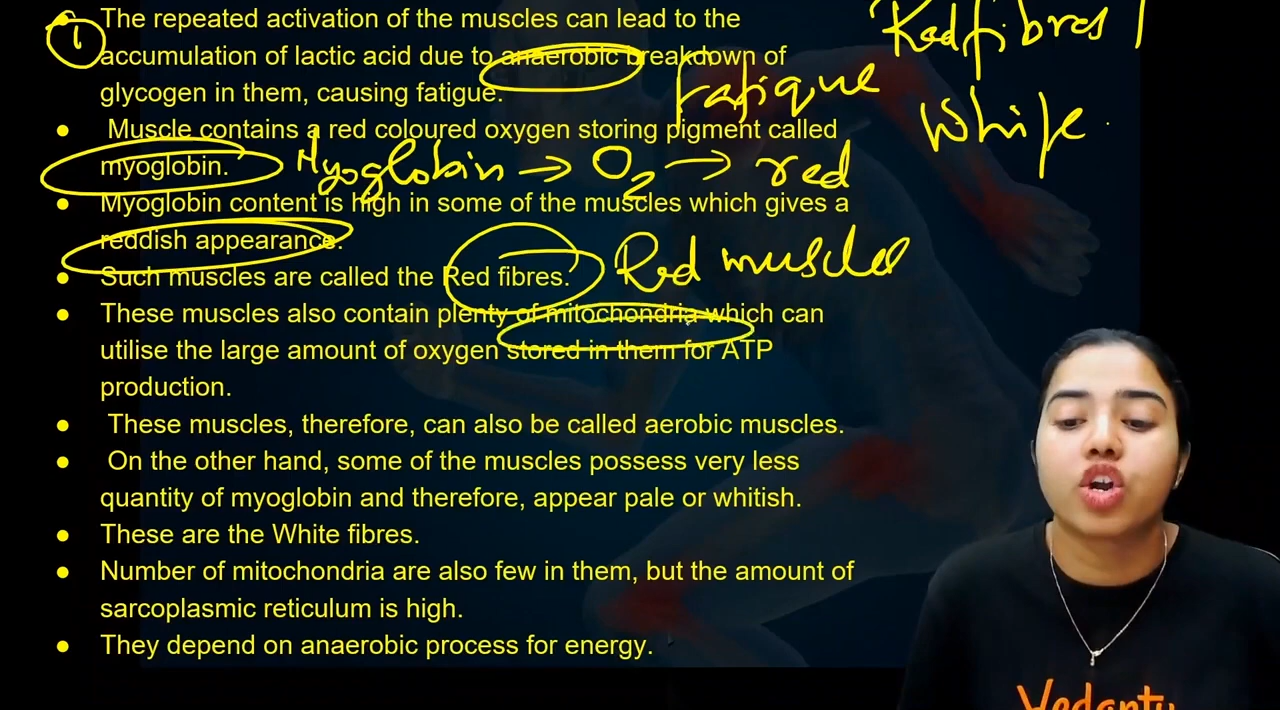 ● The repeated activation of the muscles can lead to the
accumulation of lactic acid due to anaerobic breakdown of
glycogen in them, causing fatigue.
● Muscle contains a red coloured oxygen storing pigment called
myoglobin.
● Myoglobin content is high in some of the muscles which gives a
reddish appearance.
● Such muscles are called the Red fibres.
● These muscles also contain plenty of mitochondria which can
utilise the large amount of oxygen stored in them for ATP
production.
● These muscles, therefore, can also be called aerobic muscles.
● On the other hand, some of the muscles possess very less
quantity of myoglobin and therefore, appear pale or whitish.
● These are the White fibres.
● Number of mitochondria are also few in them, but the amount of
sarcoplasmic reticulum is high.
● They depend on anaerobic process for energy.
1
Red fibres /
White
fatique
Myoglobin → O2 → red
Red muscles
Vedantu